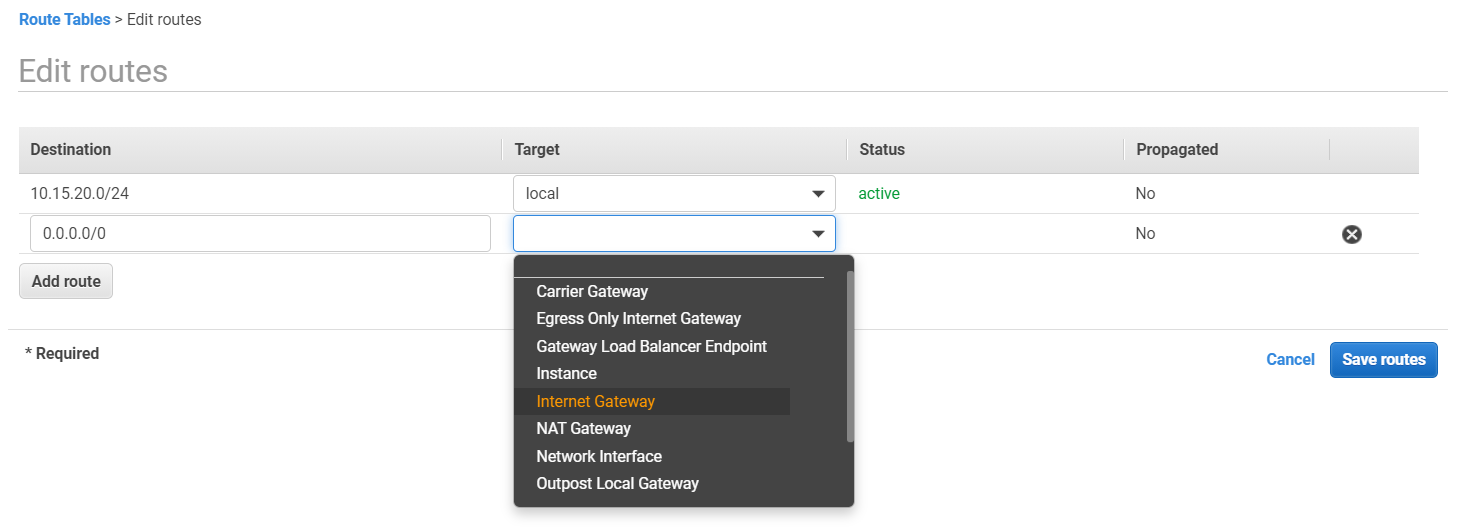 Route Tables > Edit routes
Edit routes
Destination Target Status Propagated
10.15.20.0/24 local active No
0.0.0.0/0 No
Add route
Carrier Gateway
Egress Only Internet Gateway
Gateway Load Balancer Endpoint
Instance
Internet Gateway
NAT Gateway
Network Interface
Outpost Local Gateway
* Required
Cancel Save routes